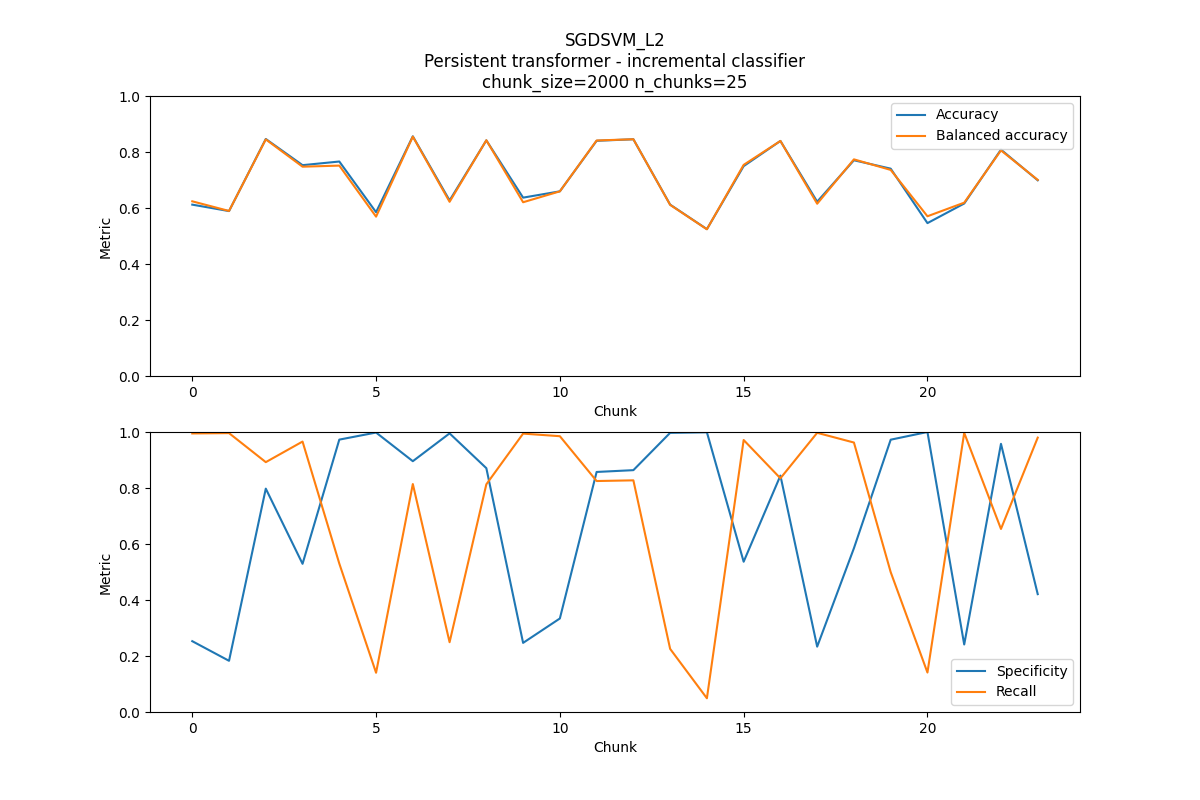 SGDSVM_L2
Persistent transformer - incremental classifier
chunk_size=2000 n_chunks=25
1.0
0.8
0.6
0.4
0.2
0.0
Metric
Accuracy
Balanced accuracy
0 5 10 15 20
Chunk
1.0
0.8
0.6
0.4
0.2
0.0
Metric
Specificity
Recall
0 5 10 15 20
Chunk